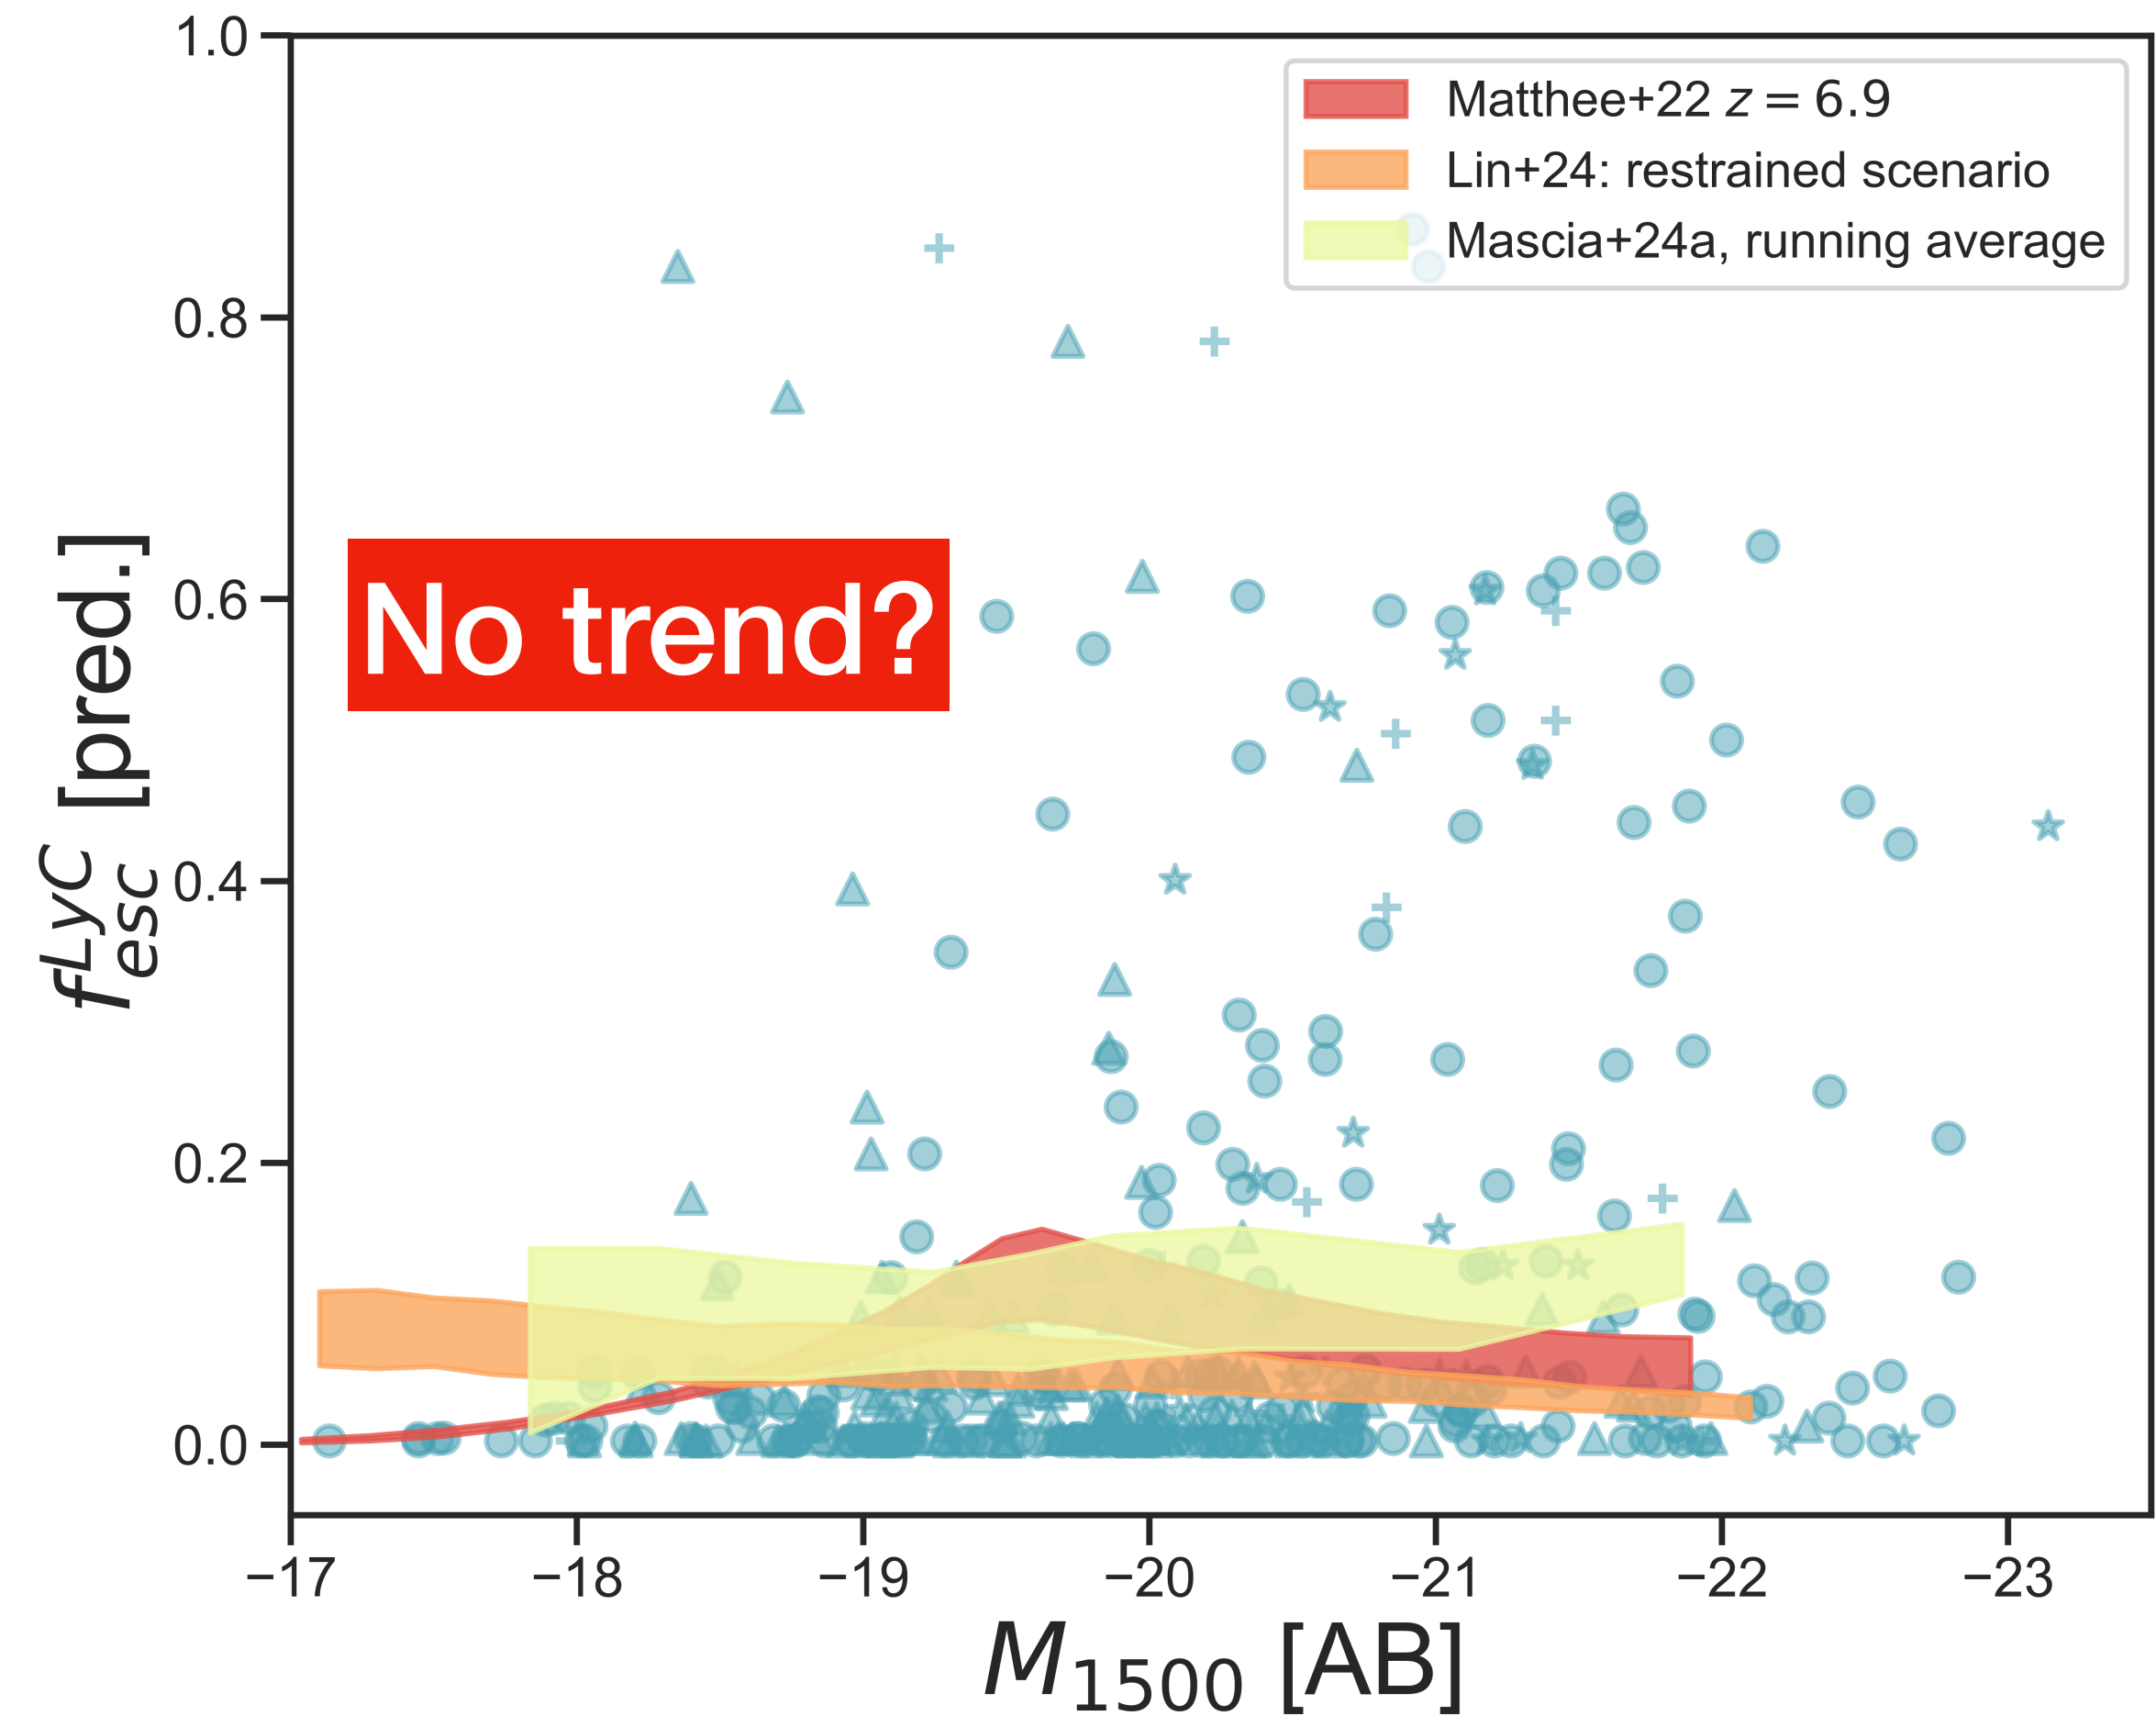 1.0
Matthee+22 z = 6.9
Lin+24: restrained scenario
Mascia+24a, running average
0.8
No trend?
0.6
0.4
0.2
0.0
f_esc^LyC [pred.]
−17 −18 −19 −20 −21 −22 −23
M_1500 [AB]